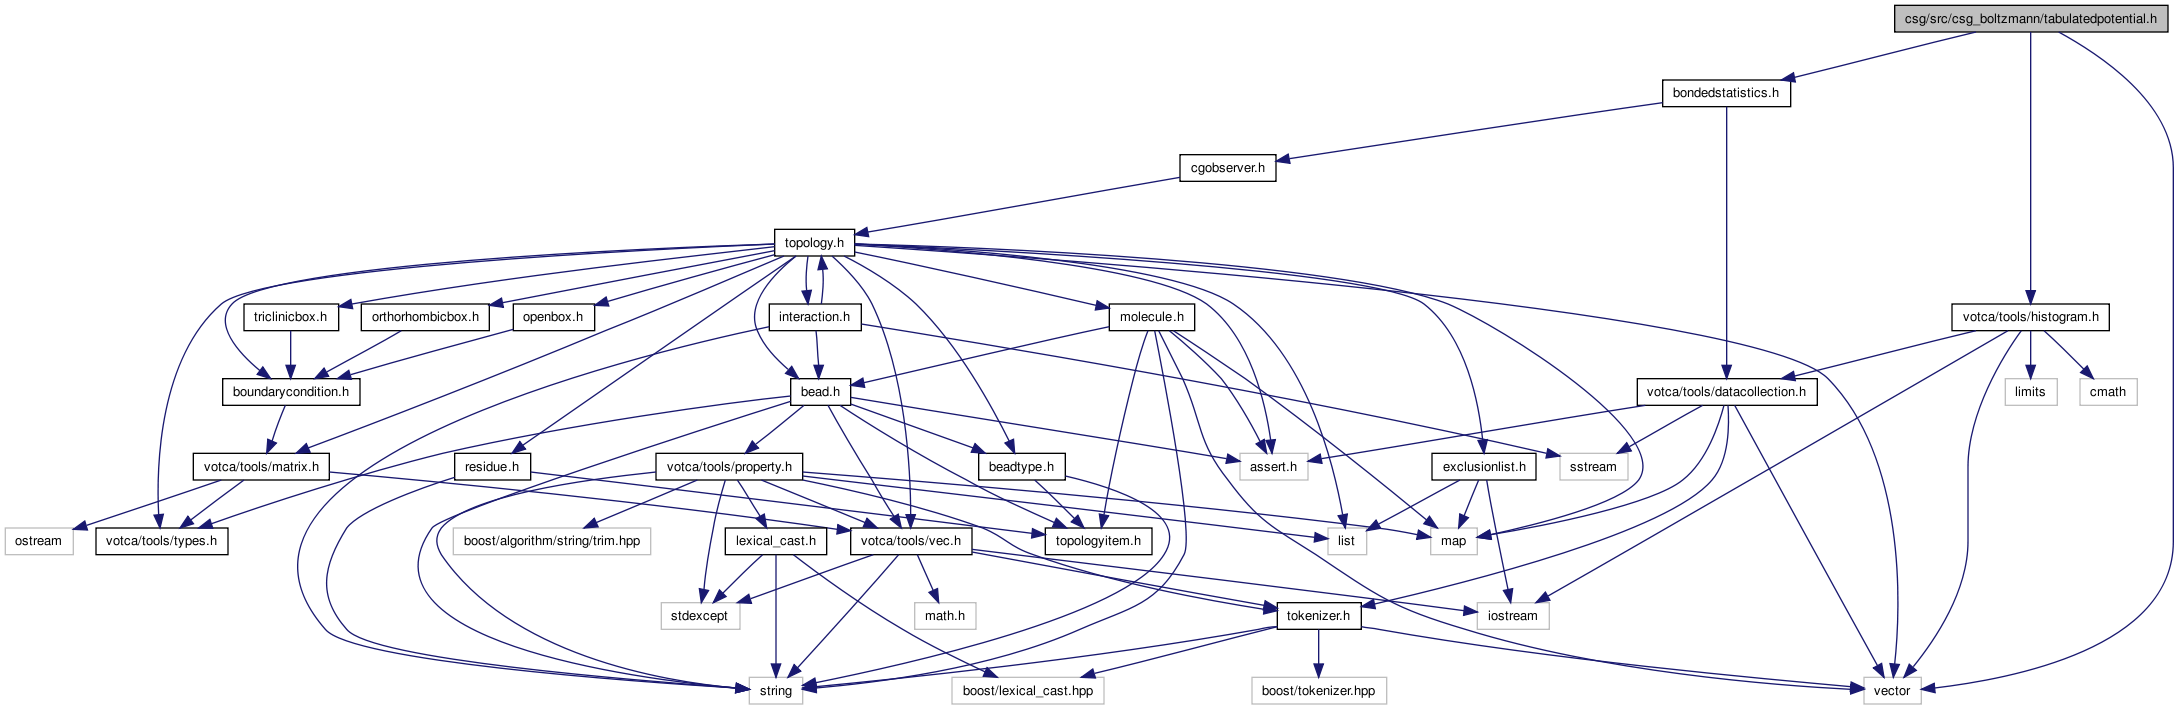 csg/src/csg_boltzmann/tabulatedpotential.h
bondedstatistics.h
cgobserver.h
topology.h
triclinicbox.h
orthorhombicbox.h
openbox.h
interaction.h
molecule.h
votca/tools/histogram.h
boundarycondition.h
bead.h
votca/tools/datacollection.h
limits
cmath
votca/tools/matrix.h
residue.h
votca/tools/property.h
beadtype.h
assert.h
exclusionlist.h
sstream
ostream
votca/tools/types.h
boost/algorithm/string/trim.hpp
lexical_cast.h
votca/tools/vec.h
topologyitem.h
list
map
stdexcept
math.h
tokenizer.h
iostream
string
boost/lexical_cast.hpp
boost/tokenizer.hpp
vector